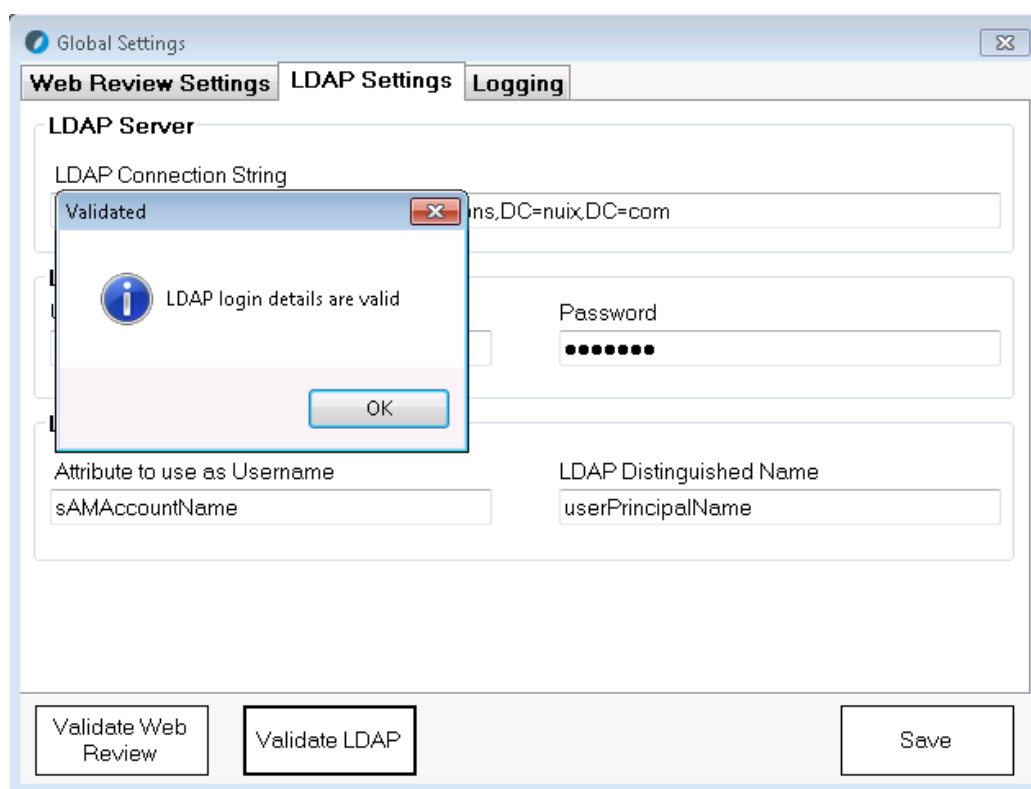 Global Settings
Web Review Settings LDAP Settings Logging
LDAP Server
LDAP Connection String
Validated
ns,DC=nuix,DC=com
LDAP login details are valid
Password
•••••••
OK
Attribute to use as Username LDAP Distinguished Name
sAMAccountName userPrincipalName
Validate Web
Review
Validate LDAP
Save